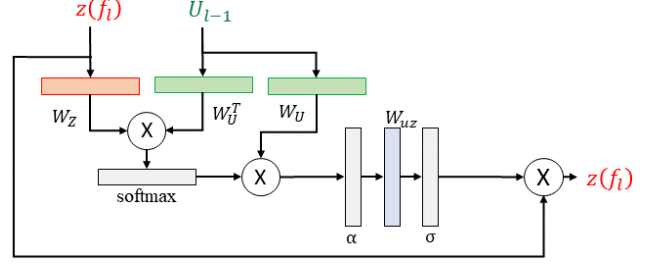 z(f_l) U_{l-1}
W_Z W_U^T W_U W_{uz}
X
softmax X X z(f_l)
α σ